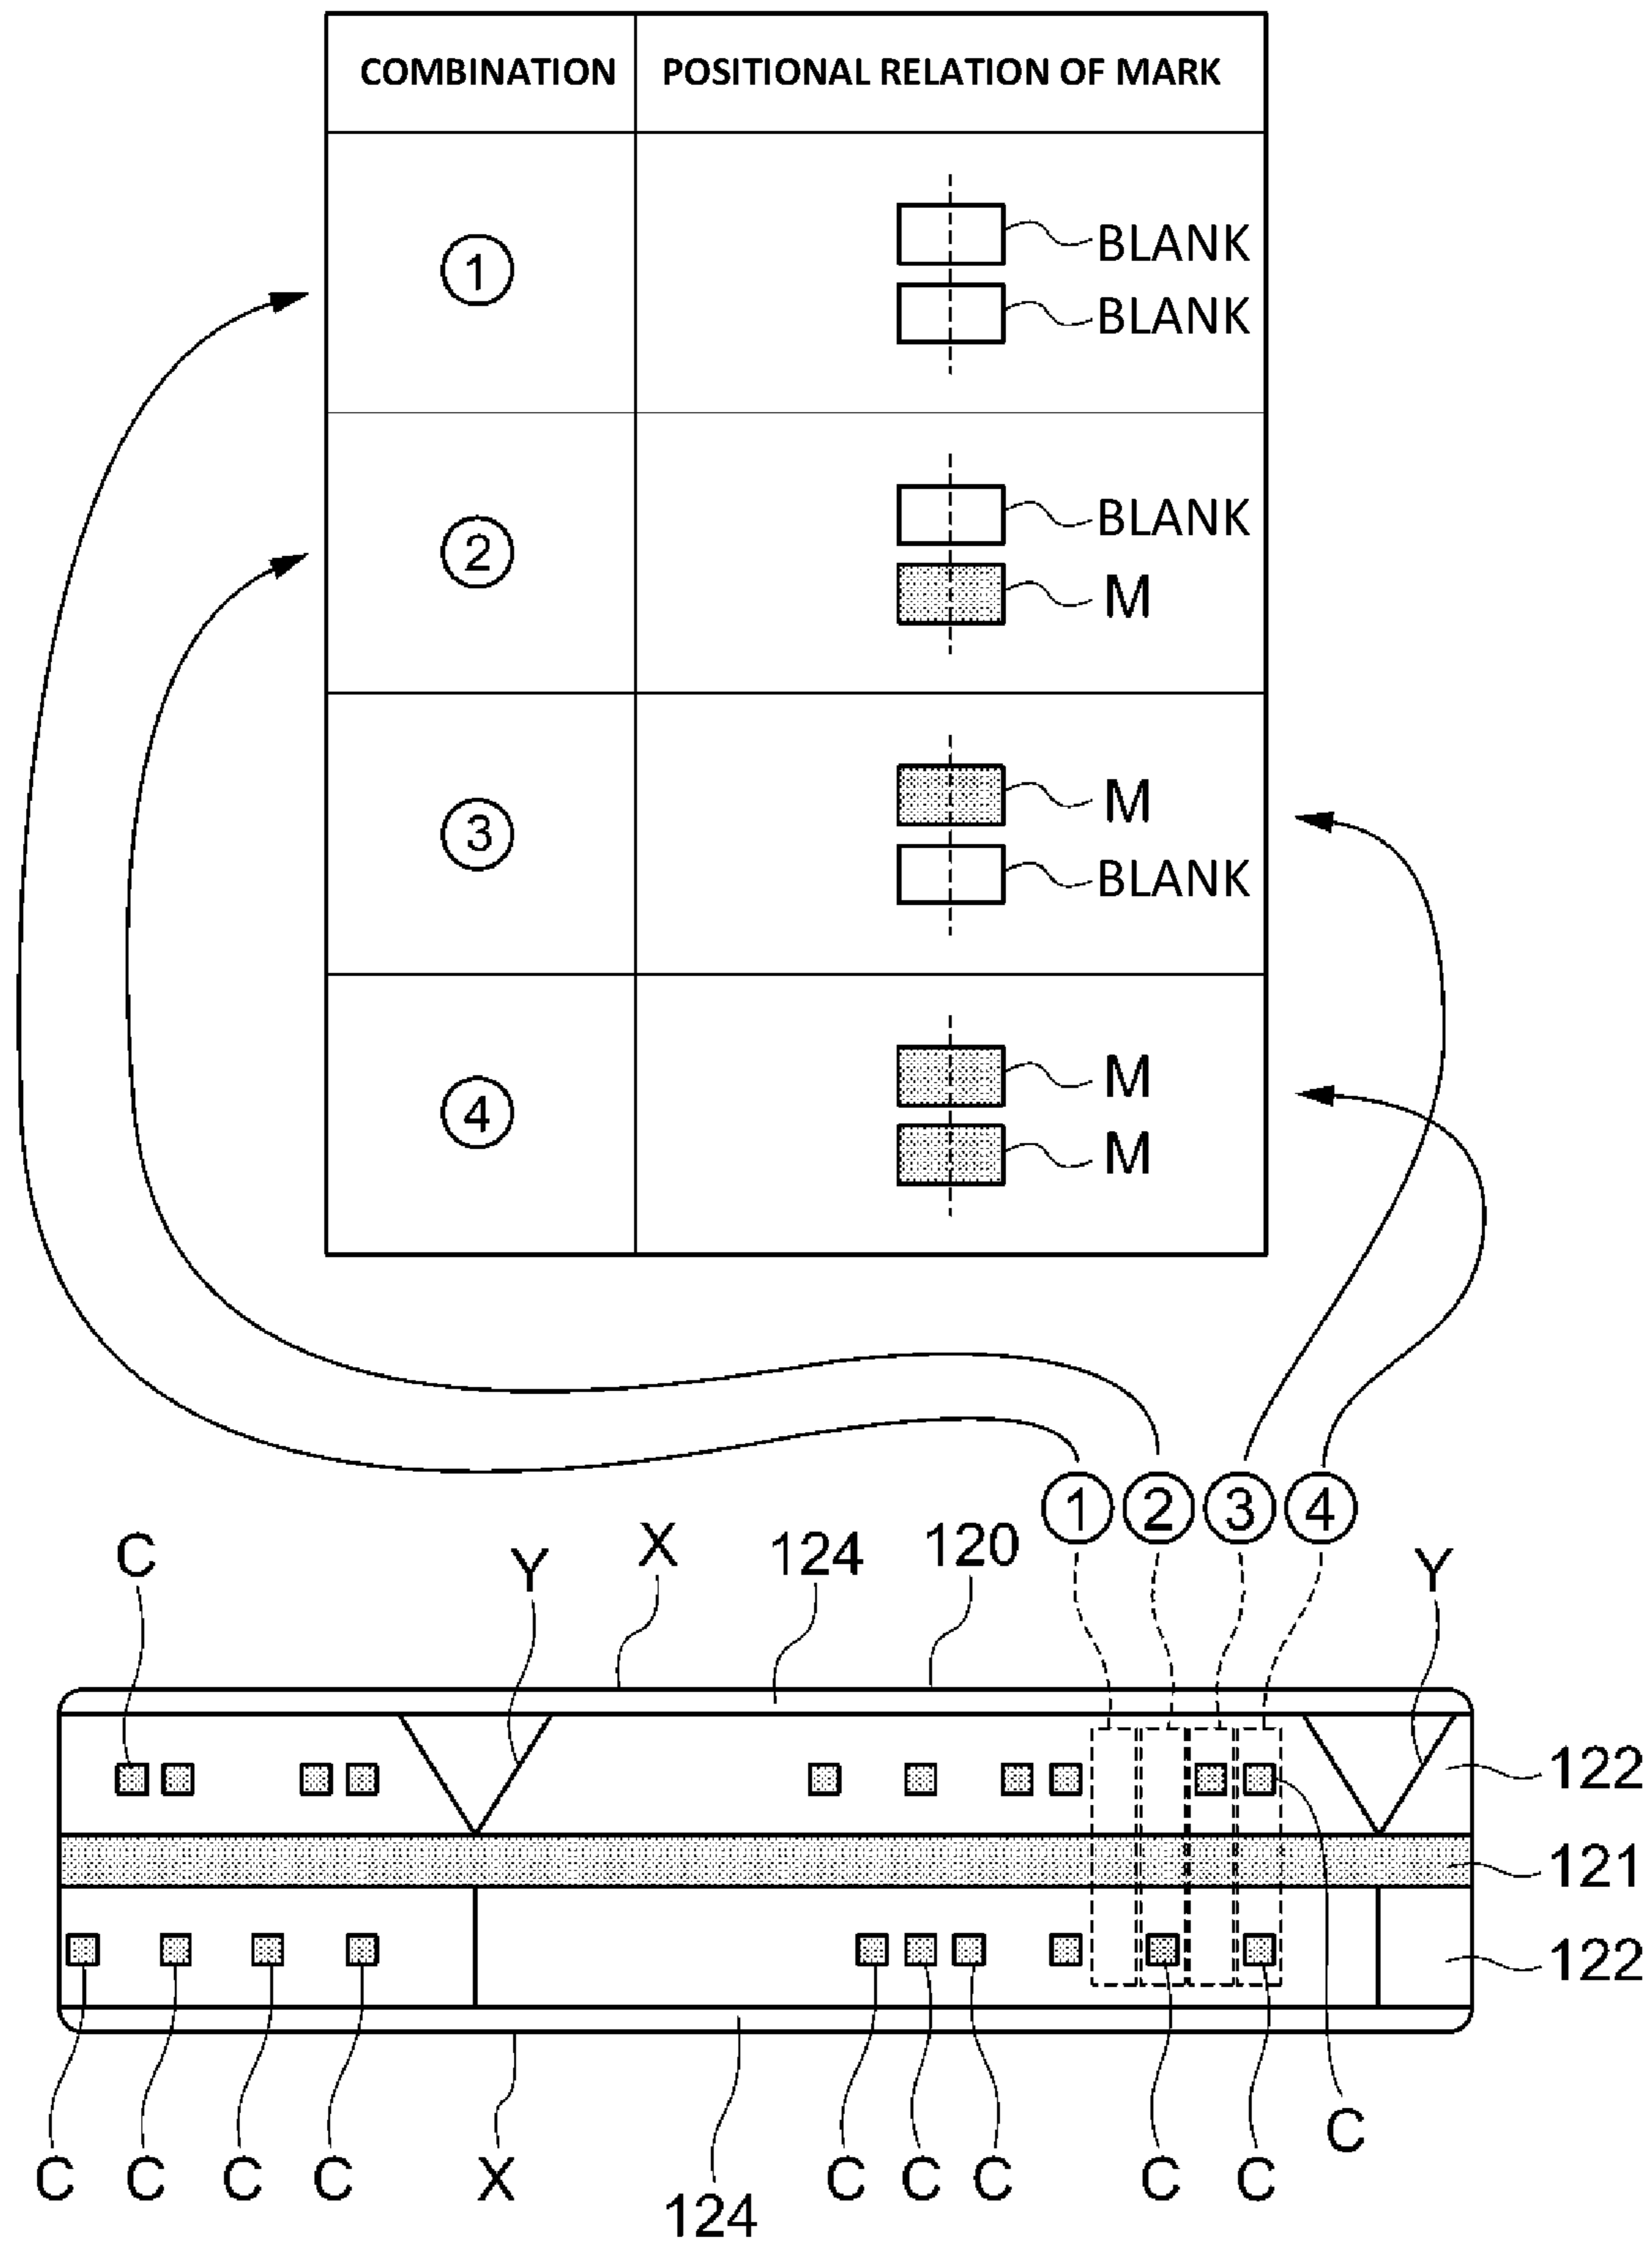 COMBINATION POSITIONAL RELATION OF MARK
① BLANK
BLANK
② BLANK
M
③ M
BLANK
④ M
M
① ② ③ ④
C Y X 124 120 Y
122
121
122
C
C C C C X 124 C C C C C